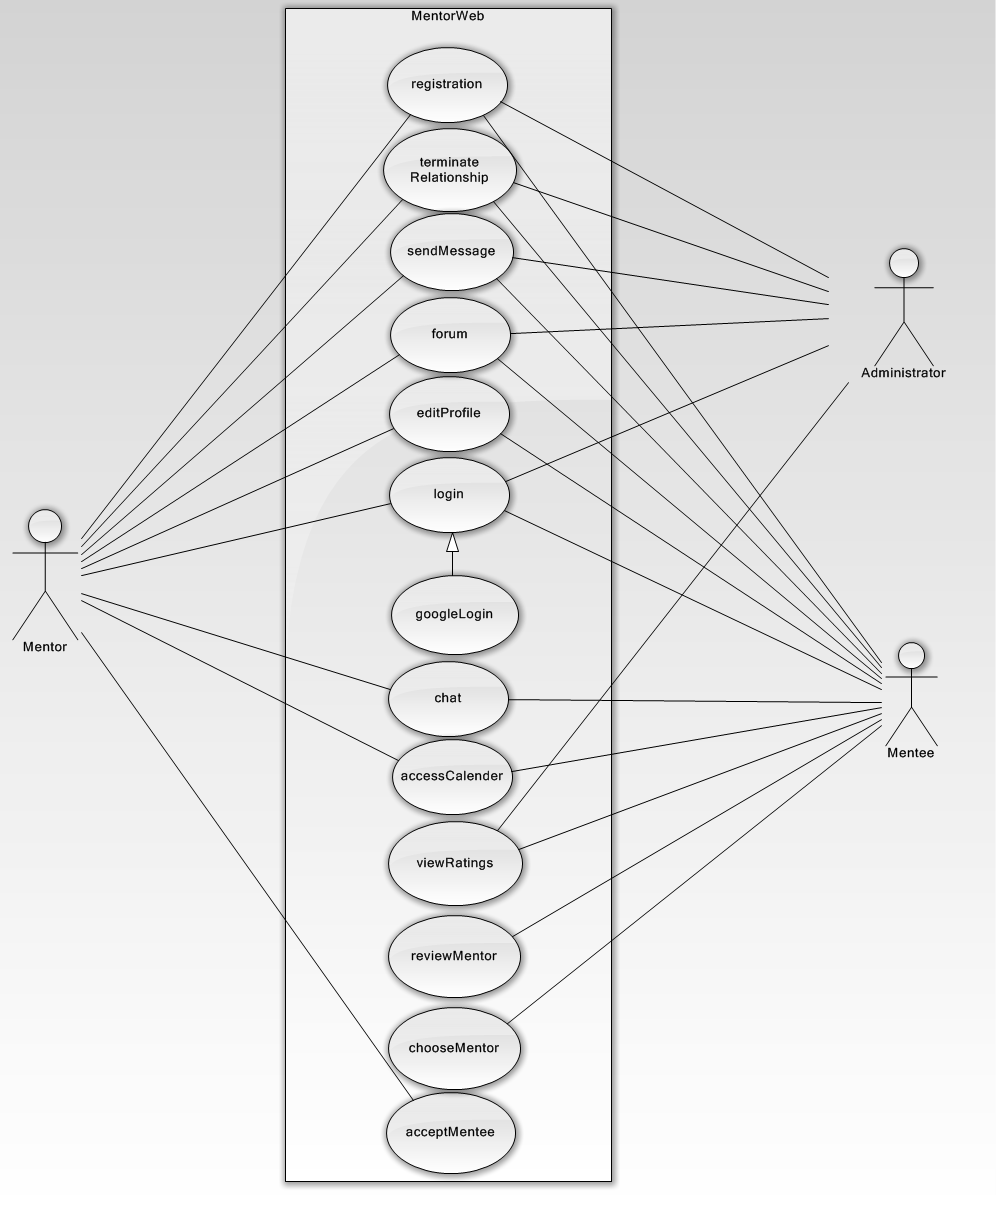 MentorWeb
registration
terminate
Relationship
sendMessage
forum
editProfile
login
googleLogin
chat
accessCalender
viewRatings
reviewMentor
chooseMentor
acceptMentee
Mentor
Administrator
Mentee